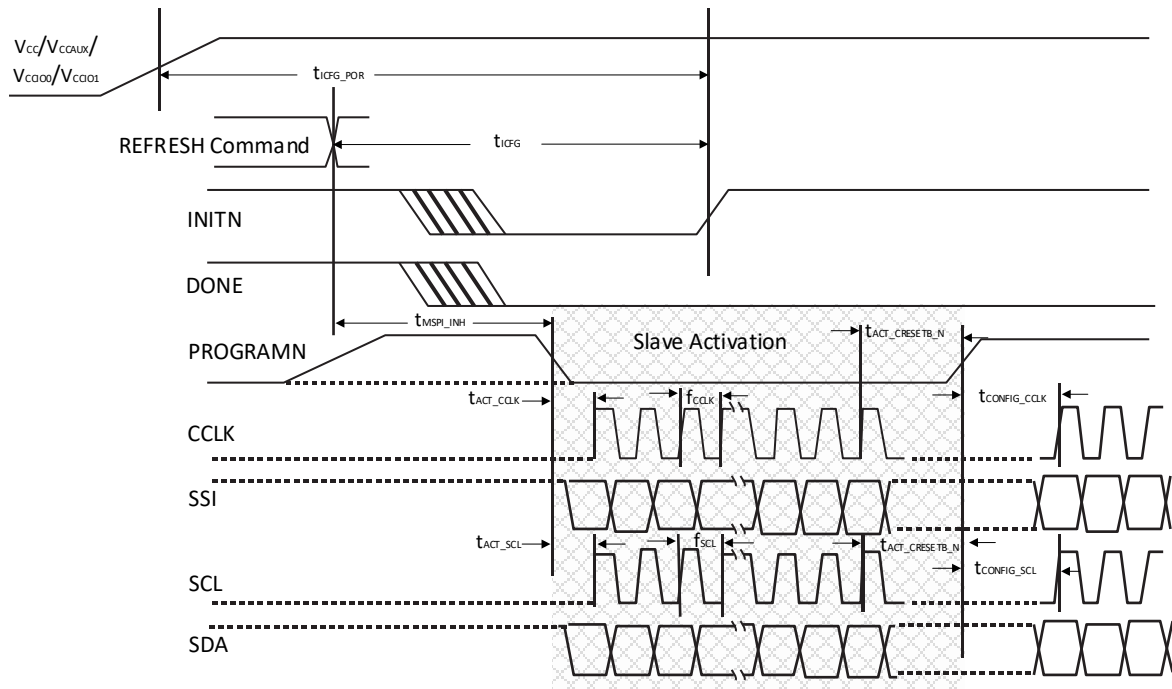 VCC/VCCAUX/
VCCIO0/VCCIO1
tICFG_POR
REFRESH Command
tICFG
INITN
DONE
tMSPI_INH
Slave Activation
tACT_CRESETB_N
PROGRAMN
tACT_CCLK
fCCLK
tCONFIG_CCLK
CCLK
SSI
tACT_SCL
fSCL
tACT_CRESETB_N
tCONFIG_SCL
SCL
SDA